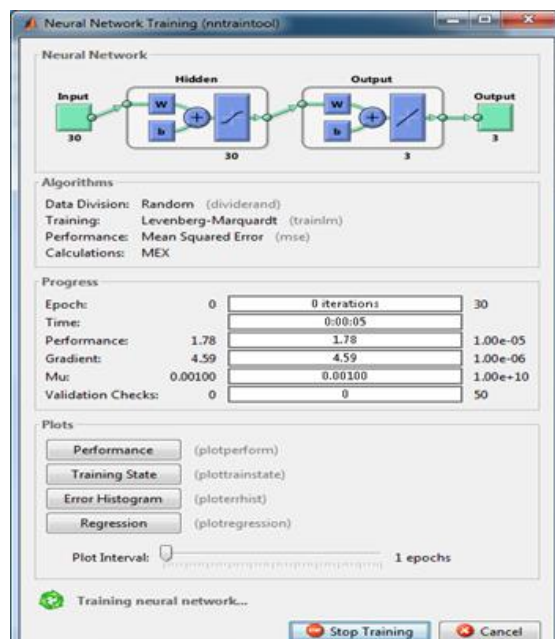 Neural Network Training (nntraintool)
Neural Network
Hidden
Output
Input
Output
W
W
b
b
30
3
30
3
Algorithms
Data Division: Random (dividerand)
Training: Levenberg-Marquardt (trainlm)
Performance: Mean Squared Error (mse)
Calculations: MEX
Progress
Epoch: 0 0 iterations 30
Time: 0:00:05
Performance: 1.78 1.78 1.00e-05
Gradient: 4.59 4.59 1.00e-06
Mu: 0.00100 0.00100 1.00e+10
Validation Checks: 0 0 50
Plots
Performance (plotperform)
Training State (plottrainstate)
Error Histogram (ploterrhist)
Regression (plotregression)
Plot Interval: 1 epochs
Training neural network...
Stop Training Cancel